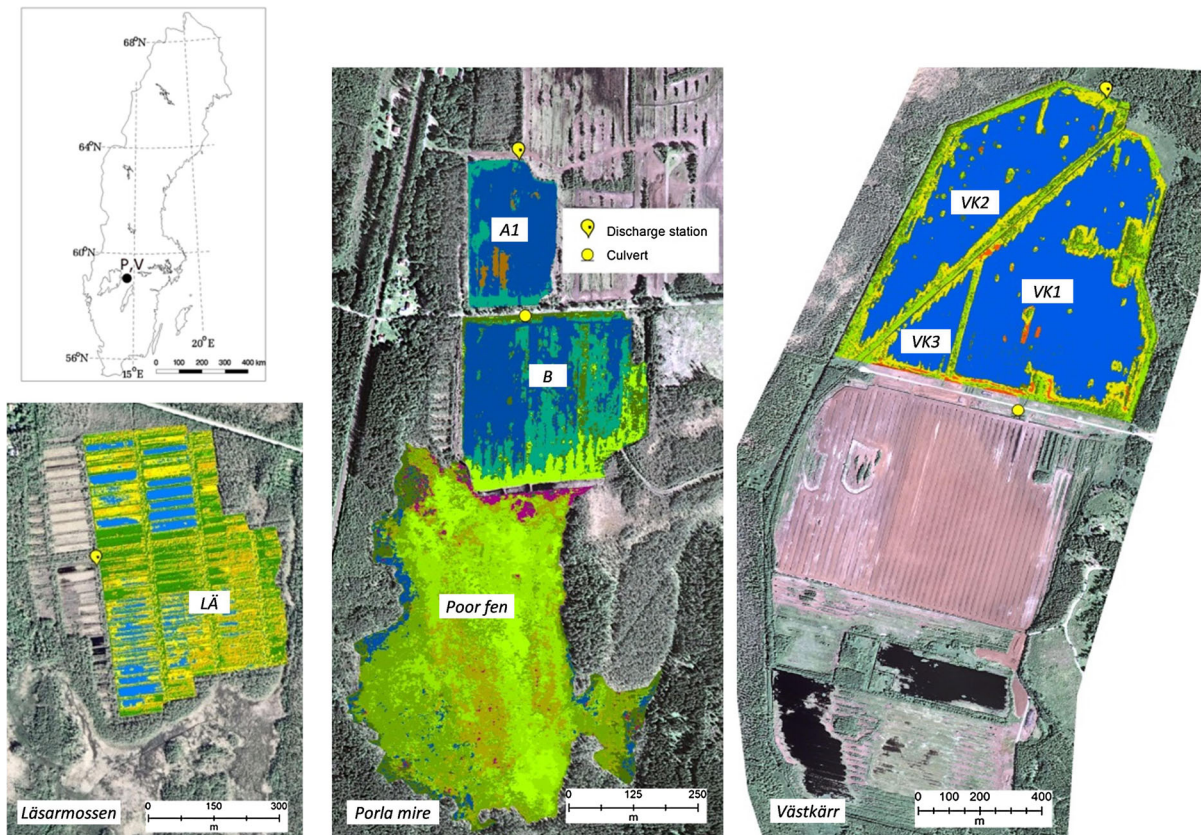 68°N
64°N
60°N
P V
56°N
15°E
20°E
0 100 200 300 400 km
LÄ
Läsarmossen
0 150 300
m
A1
Discharge station
Culvert
B
Poor fen
Porla mire
0 125 250
m
VK2
VK1
VK3
Västkärr
0 100 200 300 400
m